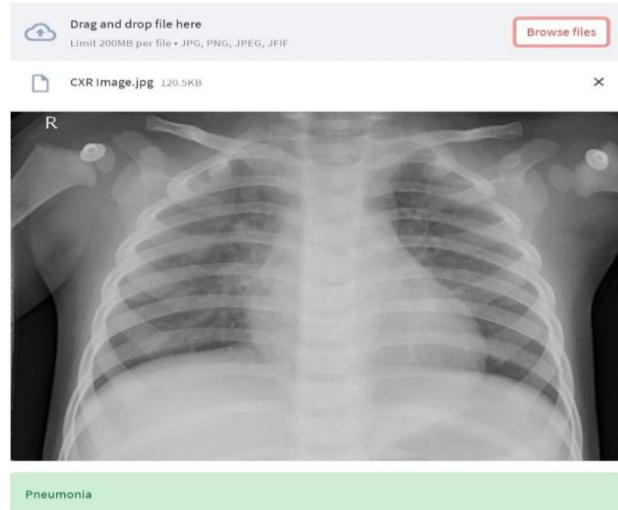 Drag and drop file here
Limit 200MB per file • JPG, PNG, JPEG, JFIF
Browse files
CXR Image.jpg 120.5KB
R
Pneumonia